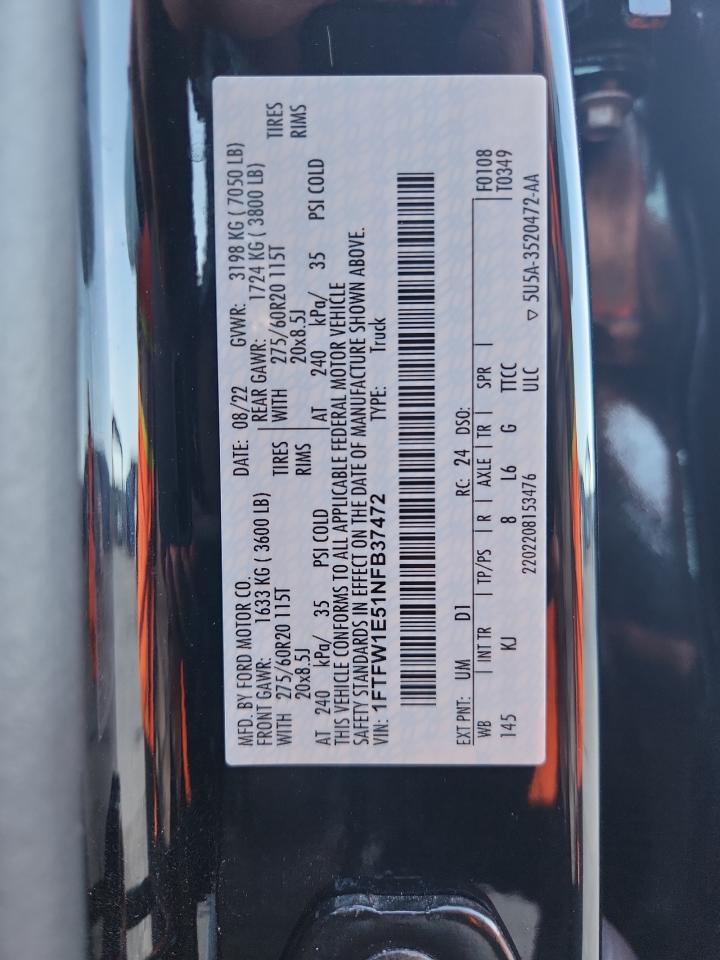 MFD. BY FORD MOTOR CO. DATE: 08/22 GVWR: 3198 KG ( 7050 LB)
FRONT GAWR: 1633 KG ( 3600 LB) REAR GAWR: 1724 KG ( 3800 LB)
WITH 275/60R20 115T TIRES WITH 275/60R20 115T TIRES
20x8.5J RIMS 20x8.5J RIMS
AT 240 kPa/ 35 PSI COLD AT 240 kPa/ 35 PSI COLD
THIS VEHICLE CONFORMS TO ALL APPLICABLE FEDERAL MOTOR VEHICLE
SAFETY STANDARDS IN EFFECT ON THE DATE OF MANUFACTURE SHOWN ABOVE.
VIN: 1FTFW1E51NFB37472 TYPE: Truck
EXT PNT: UM D1 RC: 24 DSO: F0108
WB INT TR TP/PS R AXLE TR SPR T0349
145 KJ 8 L6 G TTCC
2202208153476 ULC ▽ 5U5A-3520472-AA